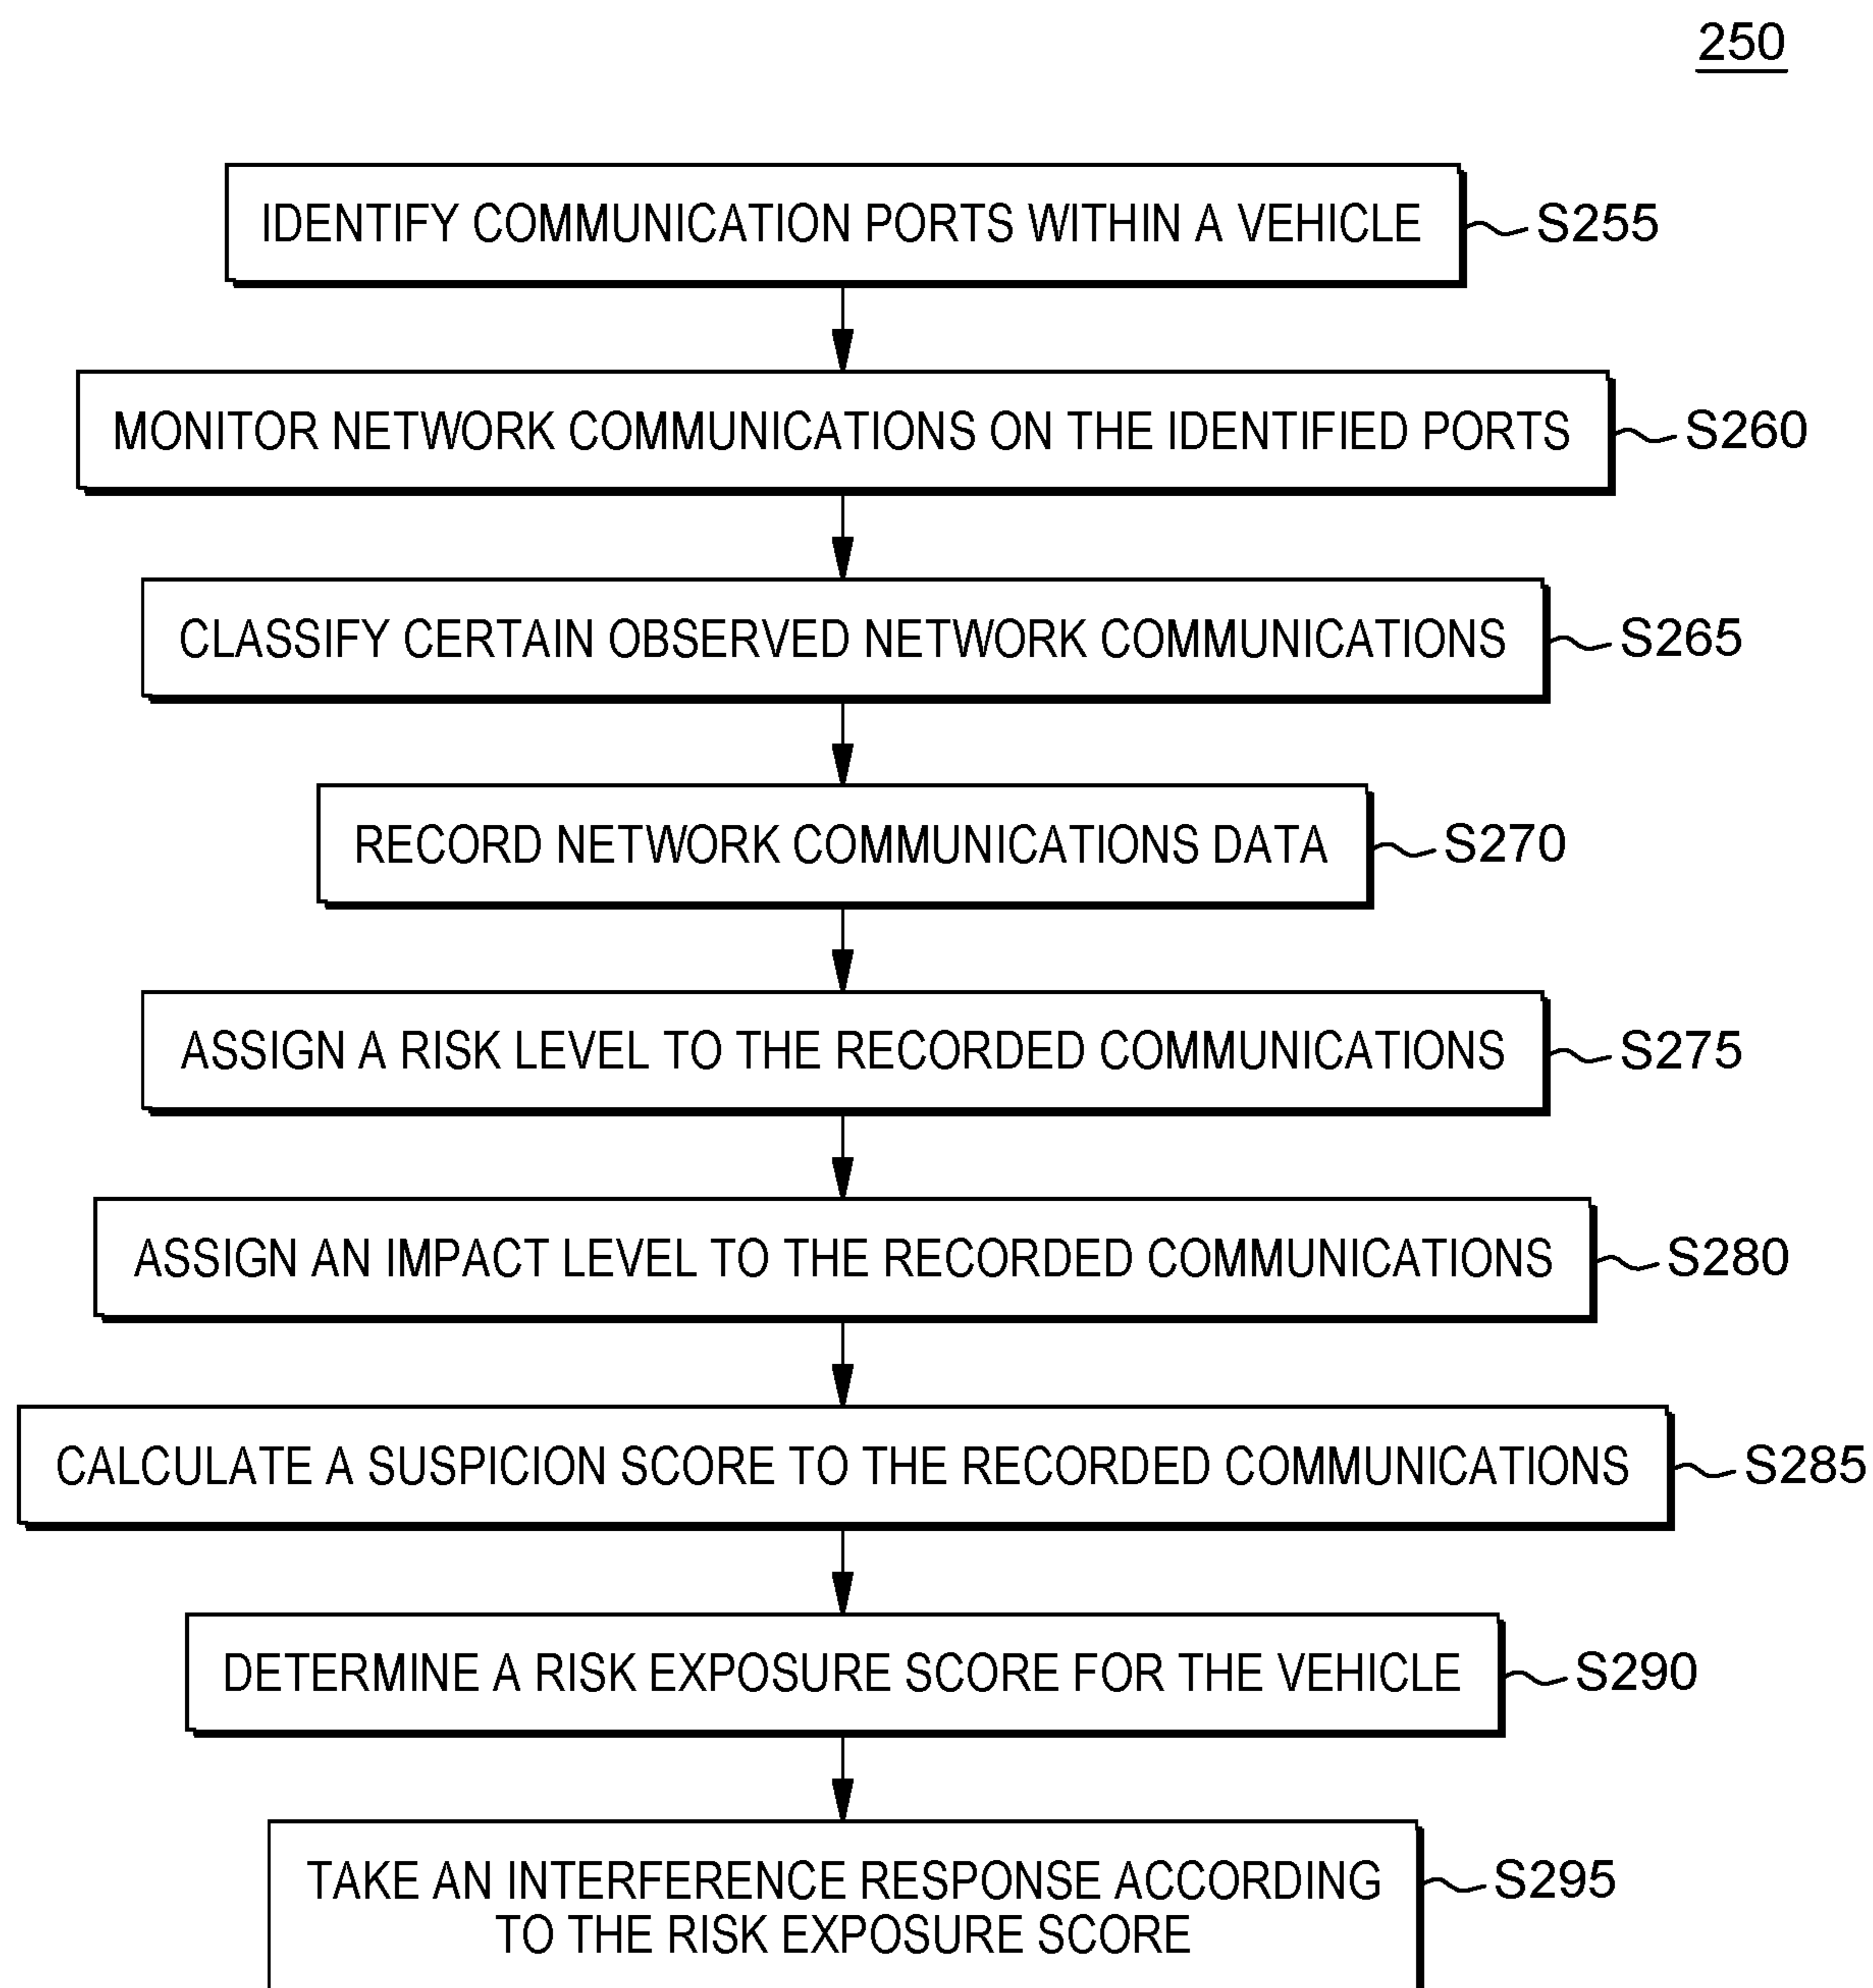 250
IDENTIFY COMMUNICATION PORTS WITHIN A VEHICLE
S255
MONITOR NETWORK COMMUNICATIONS ON THE IDENTIFIED PORTS
S260
CLASSIFY CERTAIN OBSERVED NETWORK COMMUNICATIONS
S265
RECORD NETWORK COMMUNICATIONS DATA
S270
ASSIGN A RISK LEVEL TO THE RECORDED COMMUNICATIONS
S275
ASSIGN AN IMPACT LEVEL TO THE RECORDED COMMUNICATIONS
S280
CALCULATE A SUSPICION SCORE TO THE RECORDED COMMUNICATIONS
S285
DETERMINE A RISK EXPOSURE SCORE FOR THE VEHICLE
S290
TAKE AN INTERFERENCE RESPONSE ACCORDING
TO THE RISK EXPOSURE SCORE
S295